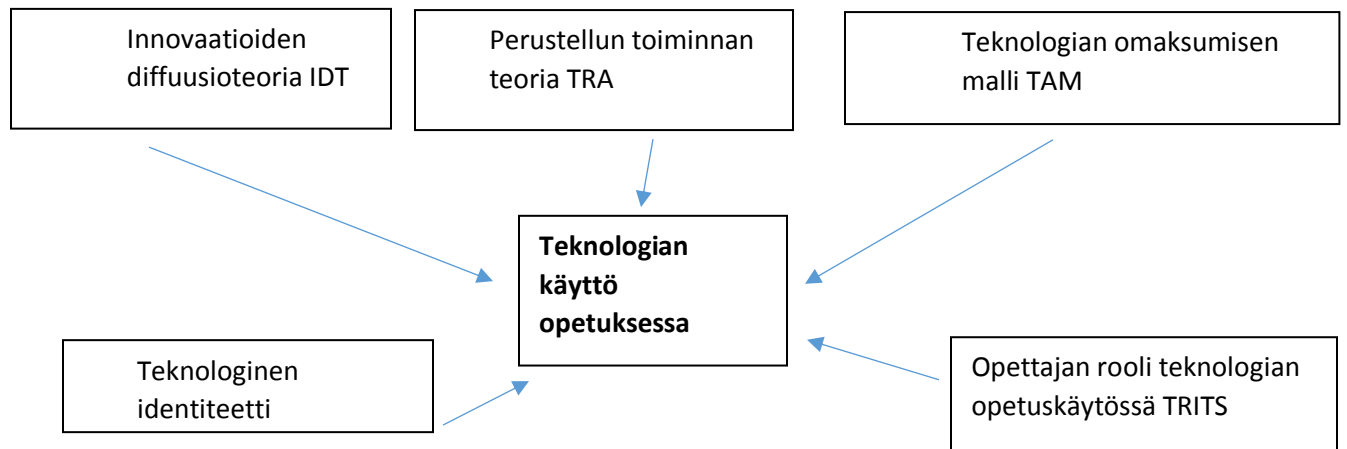 Innovaatioiden
diffuusioteoria IDT
Perustellun toiminnan
teoria TRA
Teknologian omaksumisen
malli TAM
Teknologian
käyttö
opetuksessa
Teknologinen
identiteetti
Opettajan rooli teknologian
opetuskäytössä TRITS